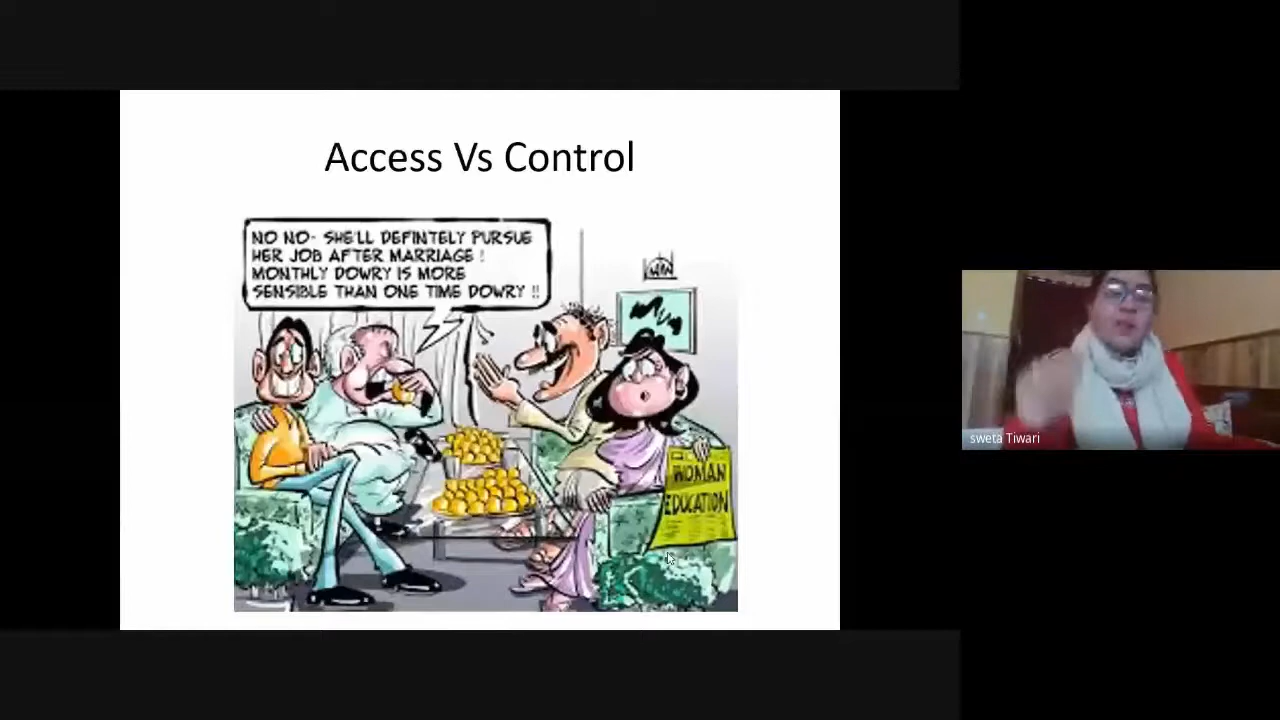 Access Vs Control
NO NO- SHE'LL DEFINTELY PURSUE
HER JOB AFTER MARRIAGE !
MONTHLY DOWRY IS MORE
SENSIBLE THAN ONE TIME DOWRY !!
WOMAN
EDUCATION
sweta Tiwari